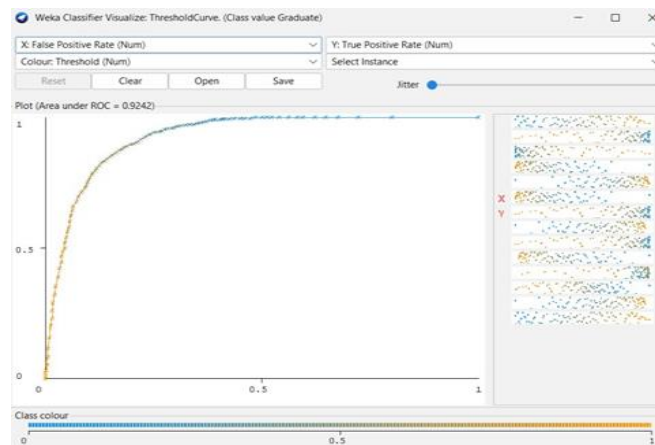 Weka Classifier Visualize: ThresholdCurve. (Class value Graduate)
X: False Positive Rate (Num) Y: True Positive Rate (Num)
Colour: Threshold (Num) Select Instance
Reset Clear Open Save Jitter
Plot (Area under ROC = 0.9242)
1
X
Y
0.5
0
0 0.5 1
Class colour
0 0.5 1